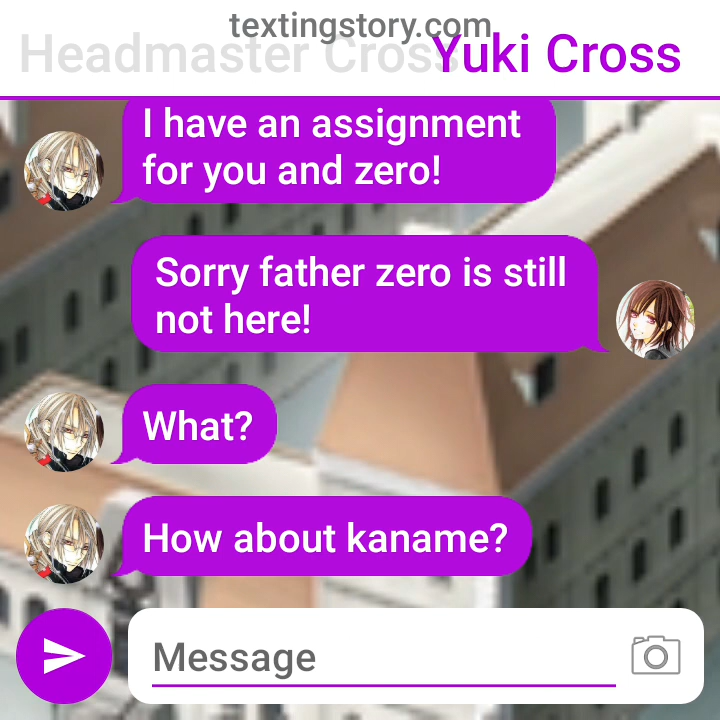 textingstory.com
Headmaster Cross
Yuki Cross
I have an assignment
for you and zero!
Sorry father zero is still
not here!
What?
How about kaname?
Message